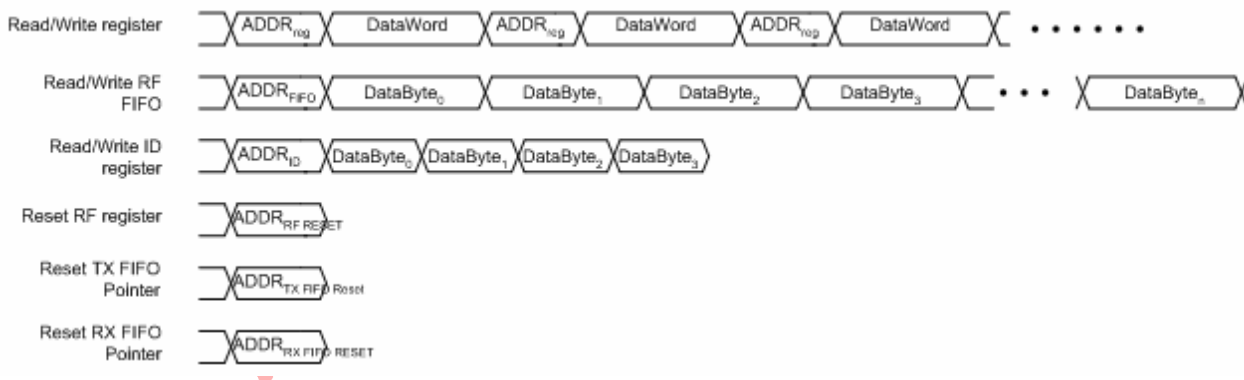 Read/Write register ADDRreg DataWord ADDRreg DataWord ADDRreg DataWord
Read/Write RF FIFO ADDRFIFO DataByte0 DataByte1 DataByte2 DataByte3 DataByten
Read/Write ID register ADDRID DataByte0 DataByte1 DataByte2 DataByte3
Reset RF register ADDRRF RESET
Reset TX FIFO Pointer ADDRTX FIFO Reset
Reset RX FIFO Pointer ADDRRX FIFO RESET